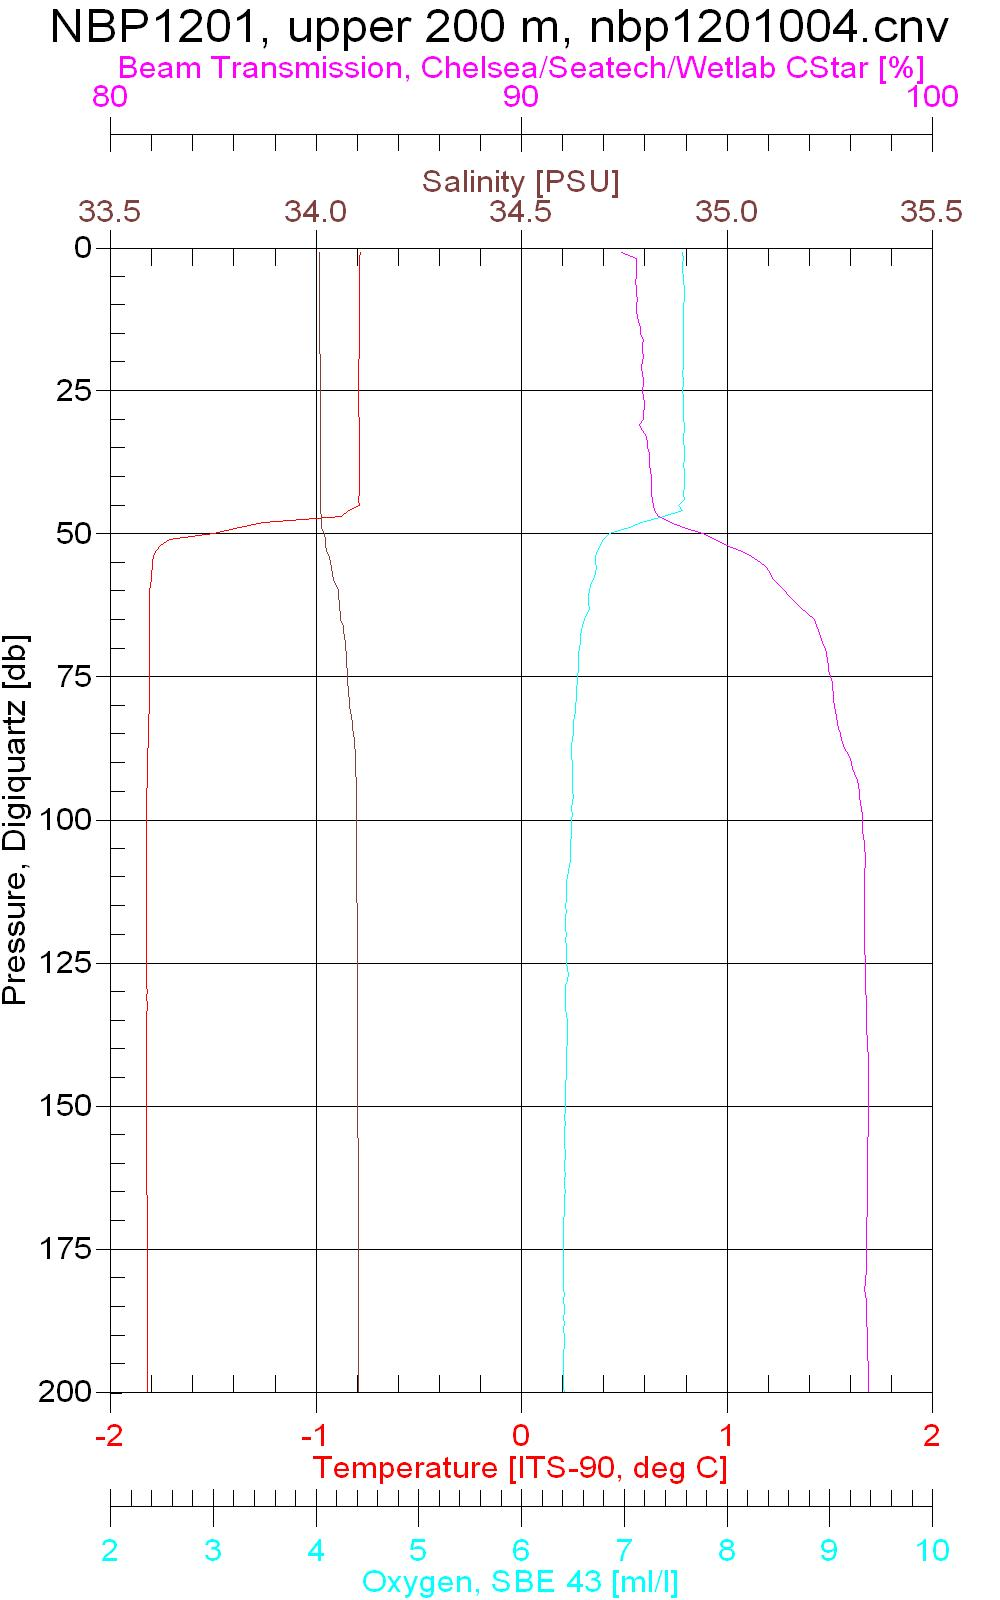 NBP1201, upper 200 m, nbp1201004.cnv
Beam Transmission, Chelsea/Seatech/Wetlab CStar [%]
80 90 100
Salinity [PSU]
33.5 34.0 34.5 35.0 35.5
0
25
50
75
100
125
150
175
200
Pressure, Digiquartz [db]
-2 -1 0 1 2
Temperature [ITS-90, deg C]
2 3 4 5 6 7 8 9 10
Oxygen, SBE 43 [ml/l]